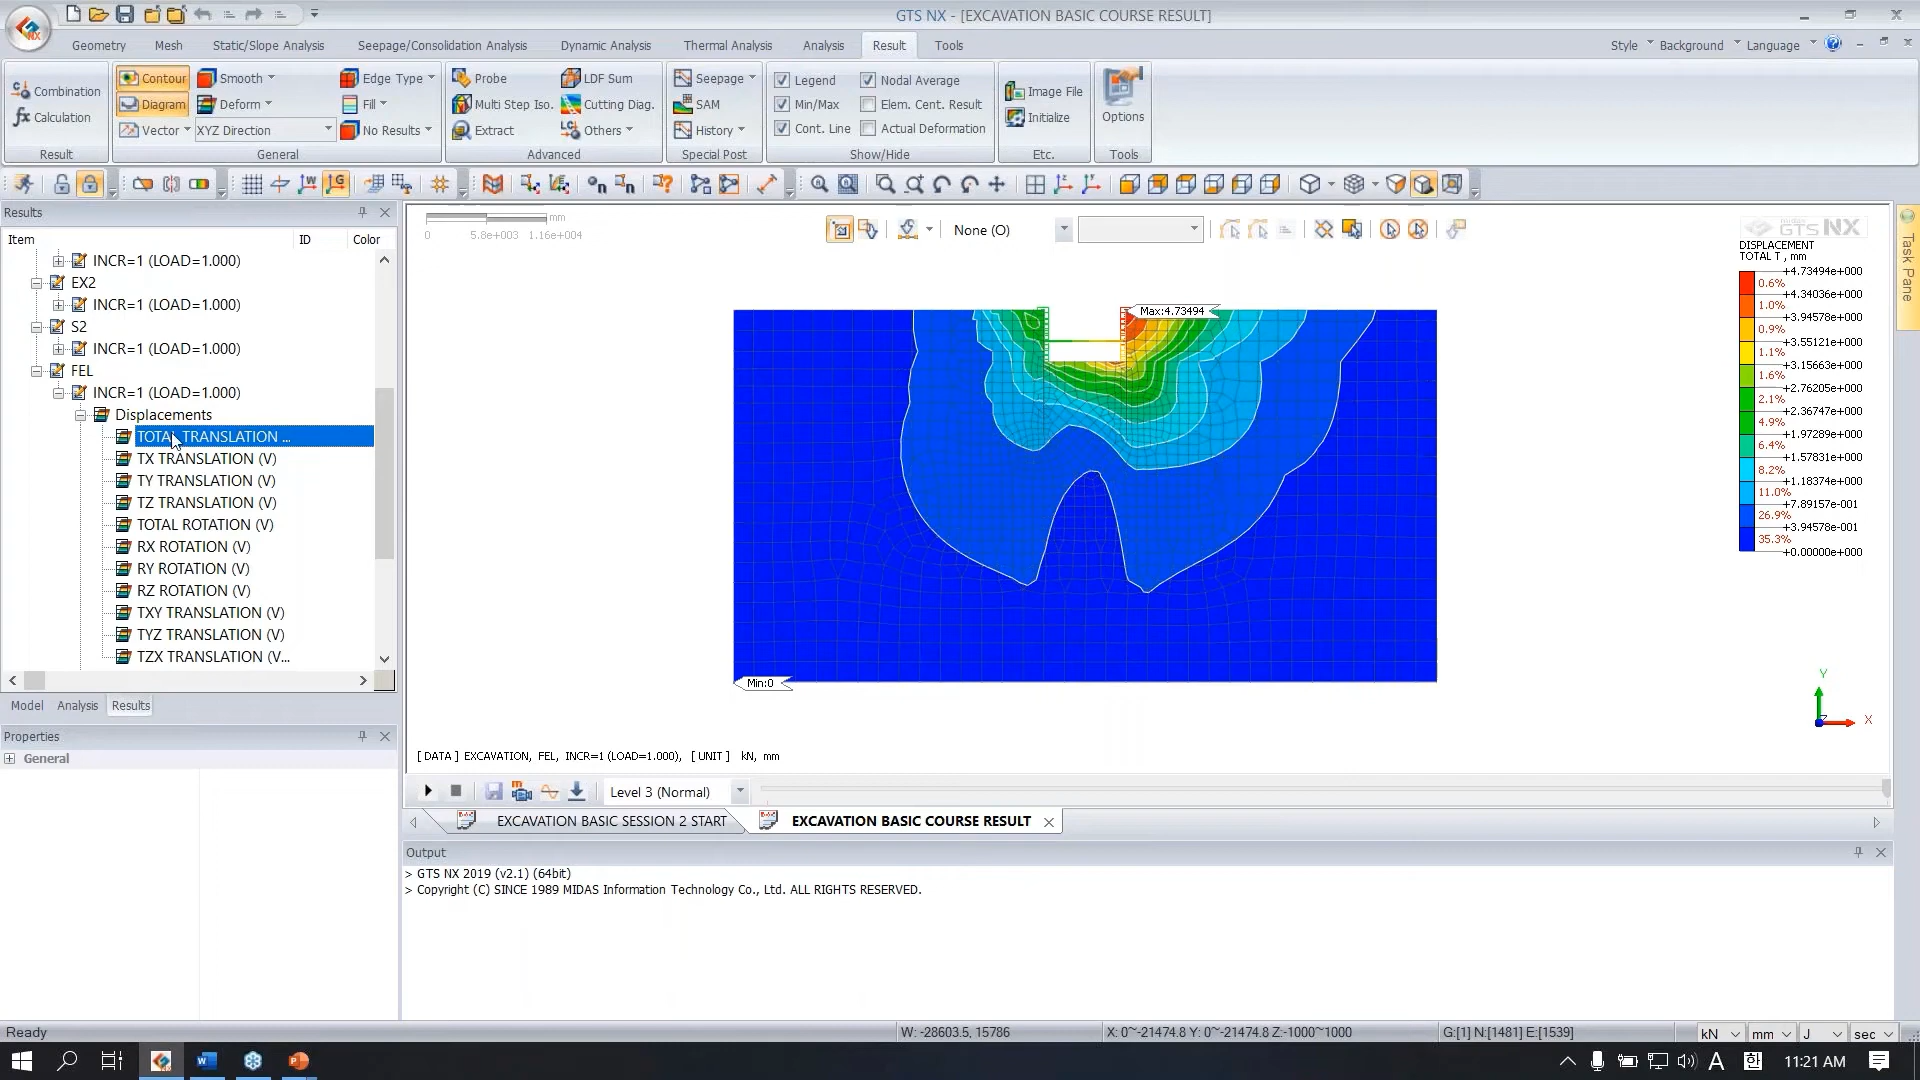 GTS NX - [EXCAVATION BASIC COURSE RESULT]
Geometry Mesh Static/Slope Analysis Seepage/Consolidation Analysis Dynamic Analysis Thermal Analysis Analysis Result Tools Style Background Language
Combination
Calculation
Result
Contour Smooth Edge Type
Diagram Deform Fill
Vector XYZ Direction No Results
General
Probe LDF Sum
Multi Step Iso. Cutting Diag.
Extract Others
Advanced
Seepage
SAM
History
Special Post
Legend Nodal Average
Min/Max Elem. Cent. Result
Cont. Line Actual Deformation
Show/Hide
Image File
Initialize
Etc.
Options
Tools
Results
Item ID Color
INCR=1 (LOAD=1.000)
EX2
INCR=1 (LOAD=1.000)
S2
INCR=1 (LOAD=1.000)
FEL
INCR=1 (LOAD=1.000)
Displacements
TOTAL TRANSLATION ...
TX TRANSLATION (V)
TY TRANSLATION (V)
TZ TRANSLATION (V)
TOTAL ROTATION (V)
RX ROTATION (V)
RY ROTATION (V)
RZ ROTATION (V)
TXY TRANSLATION (V)
TYZ TRANSLATION (V)
TZX TRANSLATION (V...
Model Analysis Results
Properties
General
mm
0 5.8e+003 1.16e+004
None (O)
GTS NX
DISPLACEMENT
TOTAL T , mm
+4.73494e+000
0.6%
+4.34036e+000
1.0%
+3.94578e+000
0.9%
+3.55121e+000
1.1%
+3.15663e+000
1.6%
+2.76205e+000
2.1%
+2.36747e+000
4.9%
+1.97289e+000
6.4%
+1.57831e+000
8.2%
+1.18374e+000
11.0%
+7.89157e-001
26.9%
+3.94578e-001
35.3%
+0.00000e+000
Max:4.73494
Min:0
Y
X
[ DATA ] EXCAVATION, FEL, INCR=1 (LOAD=1.000), [ UNIT ] kN, mm
Level 3 (Normal)
EXCAVATION BASIC SESSION 2 START EXCAVATION BASIC COURSE RESULT
Task Pane
Output
> GTS NX 2019 (v2.1) (64bit)
> Copyright (C) SINCE 1989 MIDAS Information Technology Co., Ltd. ALL RIGHTS RESERVED.
Ready W: -28603.5, 15786 X: 0~-21474.8 Y: 0~-21474.8 Z:-1000~1000 G:[1] N:[1481] E:[1539] kN mm J sec
A 한 11:21 AM